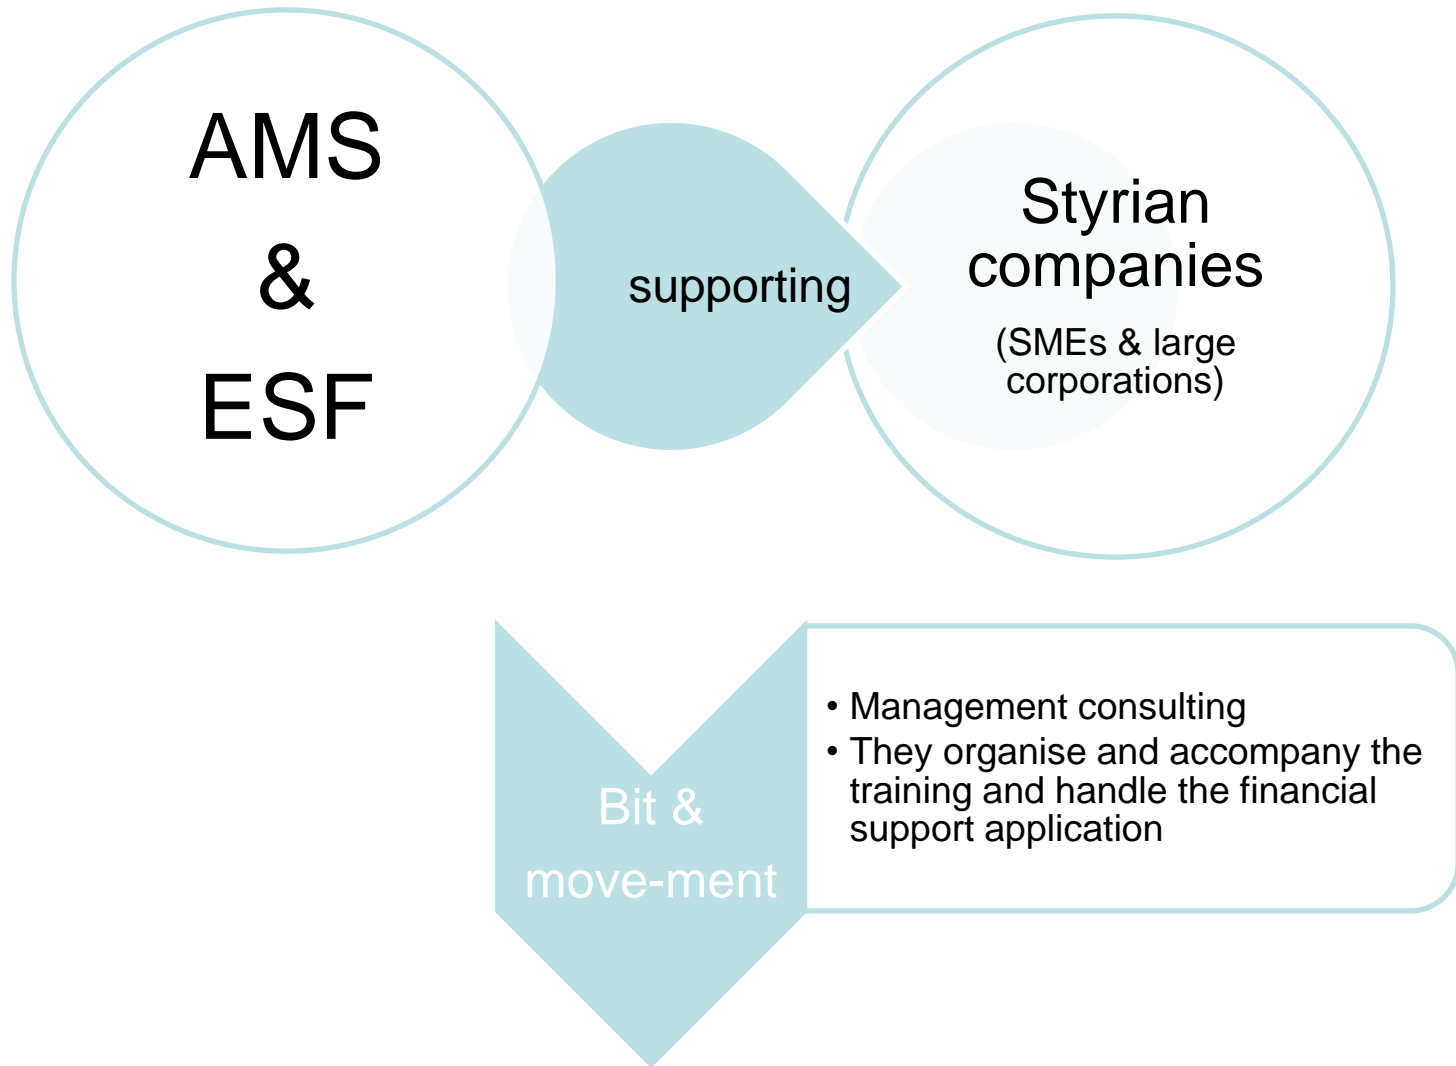 AMS
&
ESF
supporting
Styrian
companies
(SMEs & large
corporations)
Bit &
move-ment
• Management consulting
• They organise and accompany the
training and handle the financial
support application